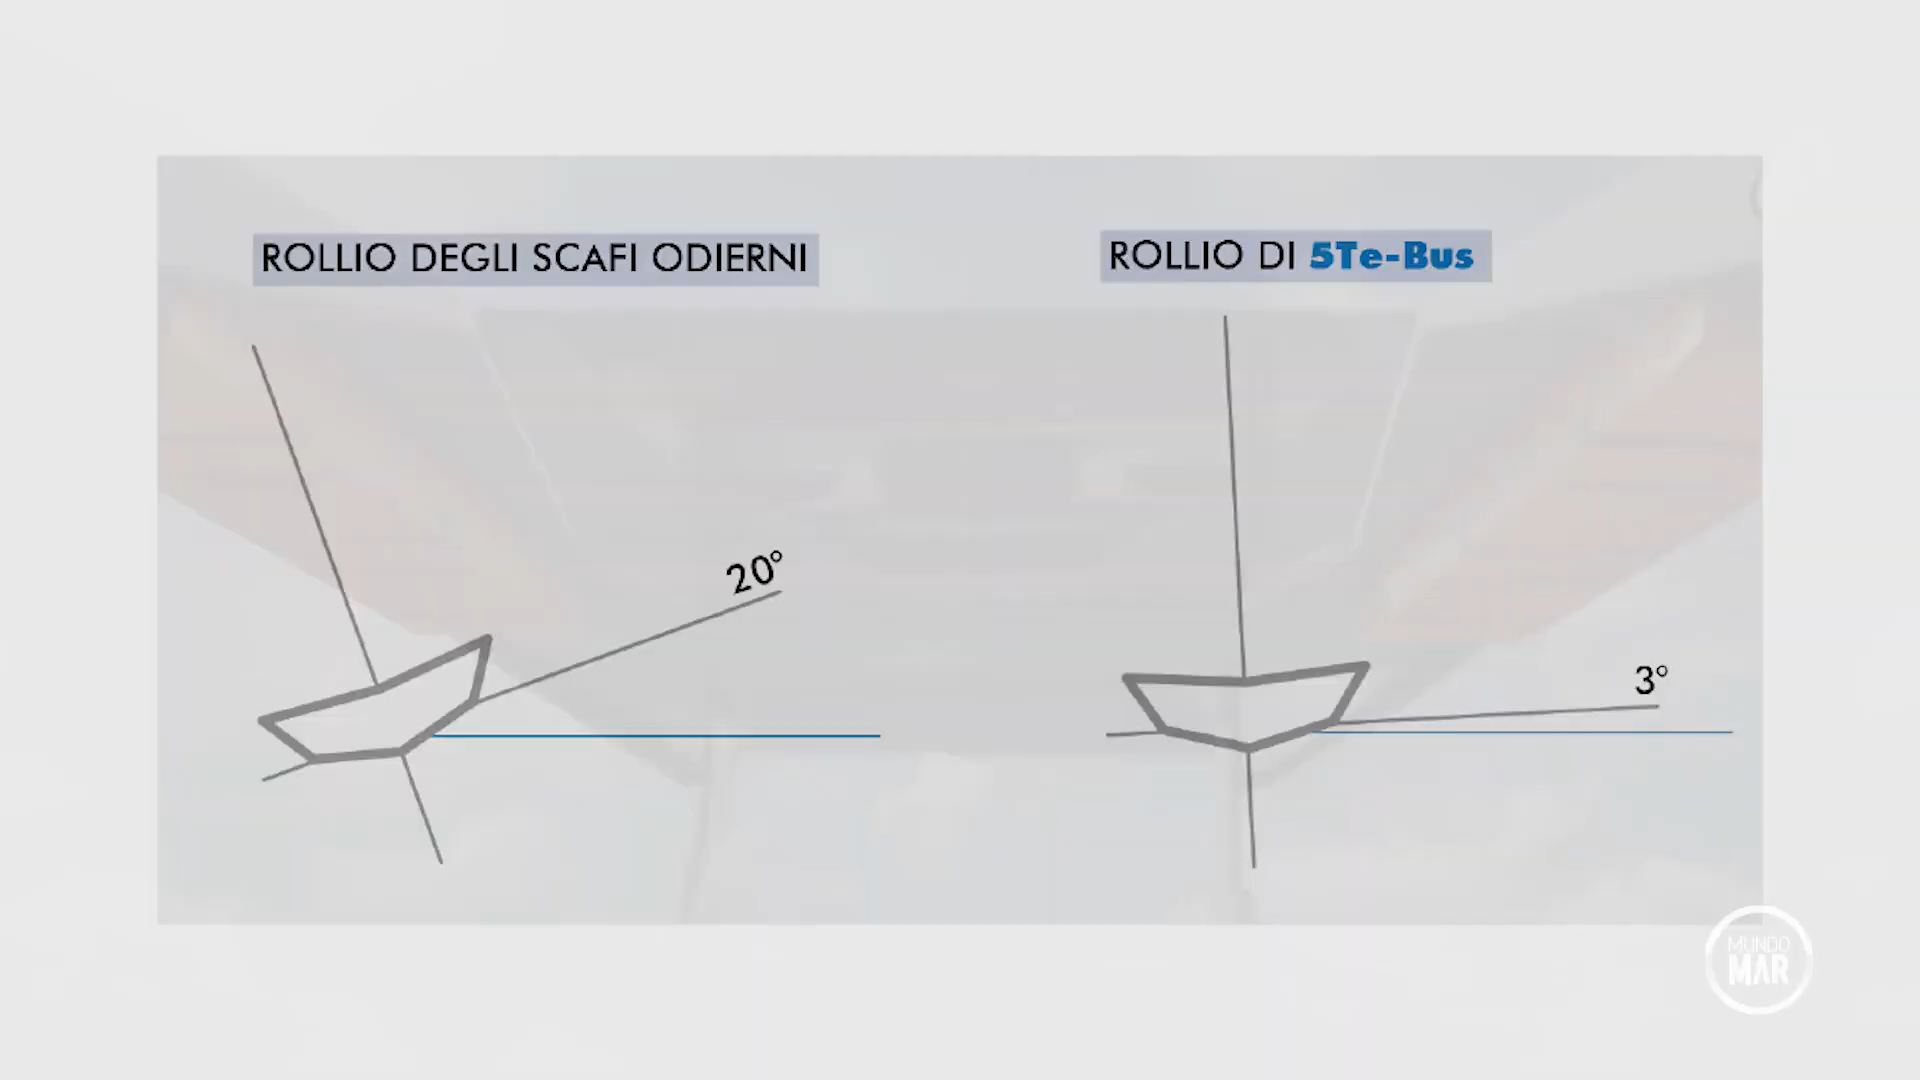 ROLLIO DEGLI SCAFI ODIERNI
ROLLIO DI 5Te-Bus
20°
3°
MUNDO
MAR